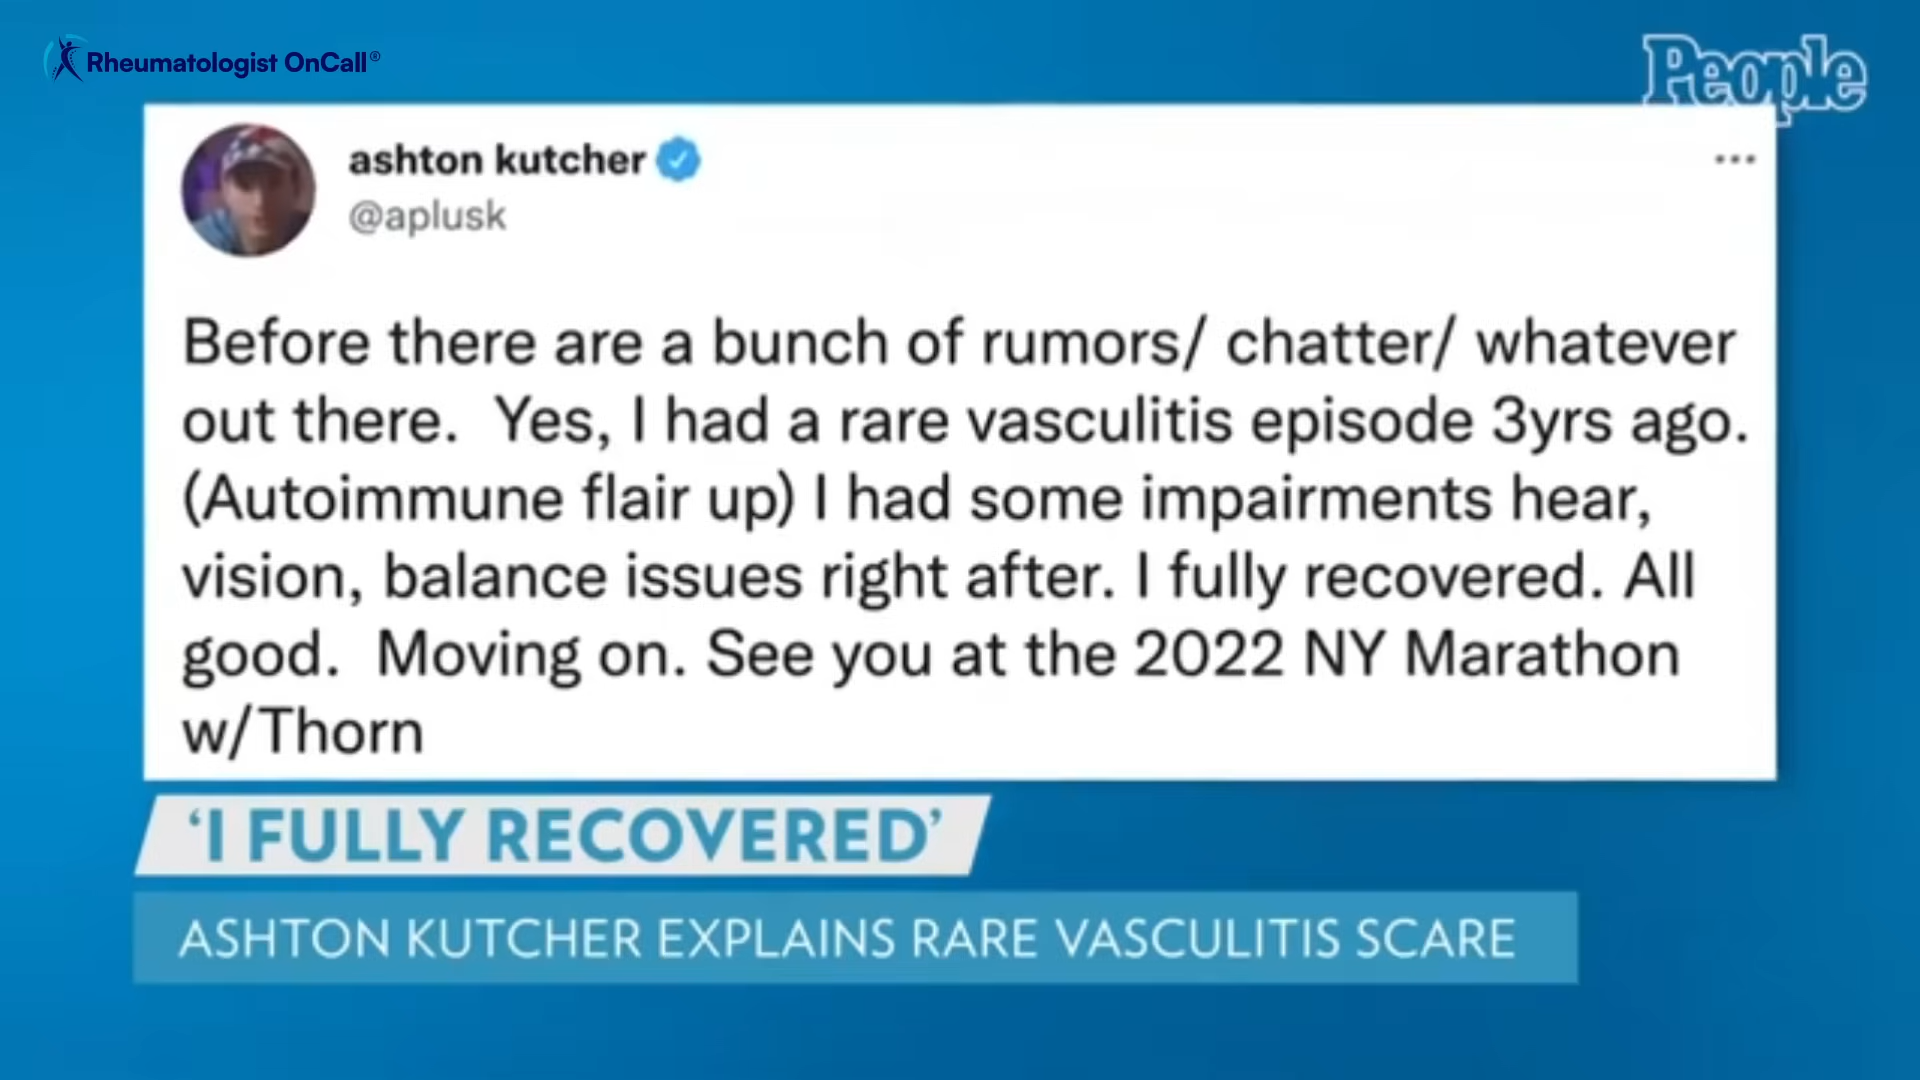 Rheumatologist OnCall®
People
ashton kutcher
@aplusk
Before there are a bunch of rumors/ chatter/ whatever
out there.  Yes, I had a rare vasculitis episode 3yrs ago.
(Autoimmune flair up) I had some impairments hear,
vision, balance issues right after. I fully recovered. All
good.  Moving on. See you at the 2022 NY Marathon
w/Thorn
‘I FULLY RECOVERED’
ASHTON KUTCHER EXPLAINS RARE VASCULITIS SCARE